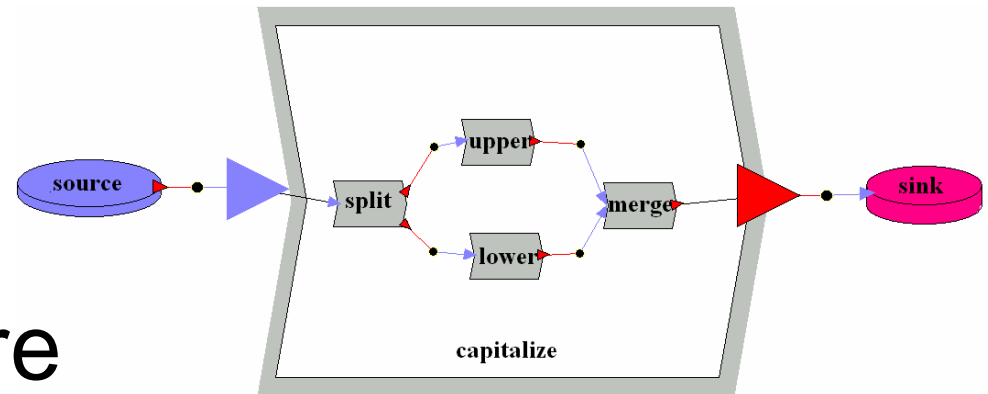 source
split
upper
lower
merge
sink
capitalize
re